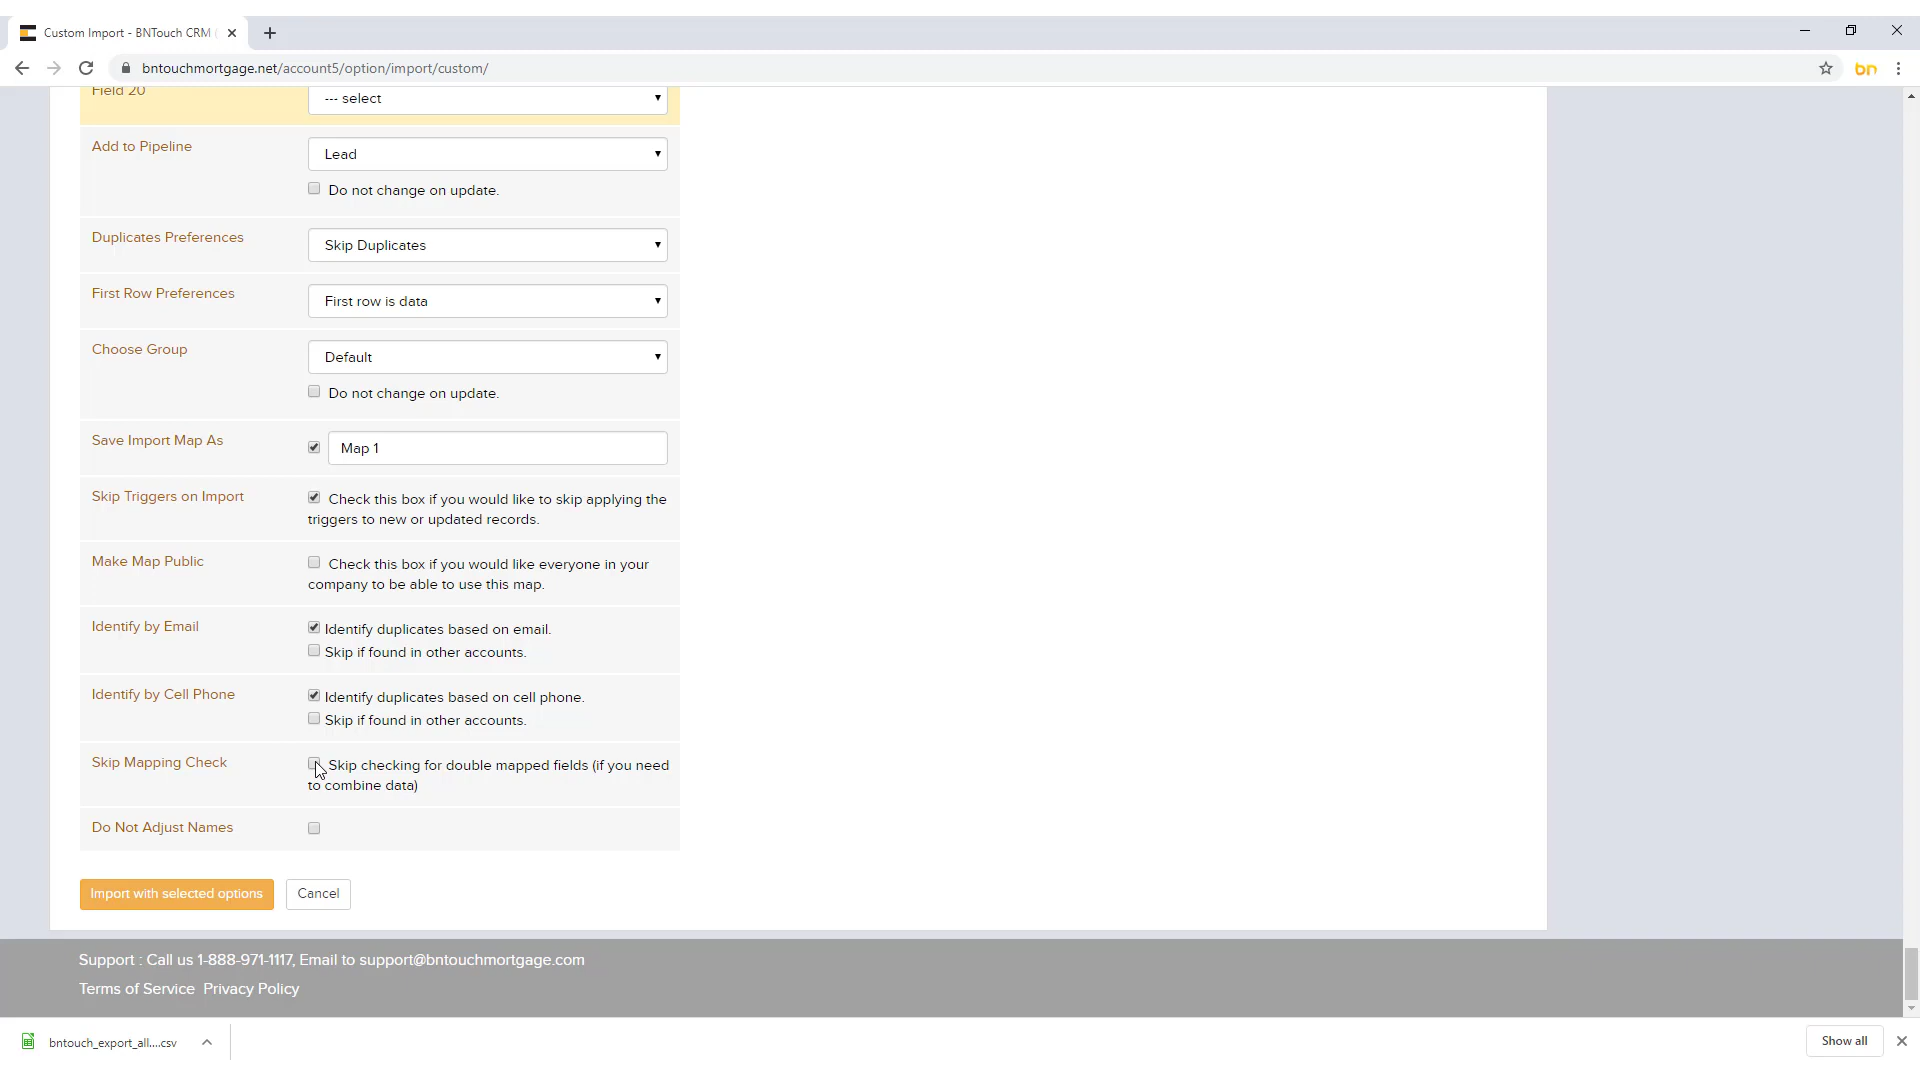 Custom Import - BNTouch CRM (
bntouchmortgage.net/account5/option/import/custom/
bn
Field 20
--- select
Add to Pipeline
Lead
Do not change on update.
Duplicates Preferences
Skip Duplicates
First Row Preferences
First row is data
Choose Group
Default
Do not change on update.
Save Import Map As
Map 1
Skip Triggers on Import
Check this box if you would like to skip applying the
triggers to new or updated records.
Make Map Public
Check this box if you would like everyone in your
company to be able to use this map.
Identify by Email
Identify duplicates based on email.
Skip if found in other accounts.
Identify by Cell Phone
Identify duplicates based on cell phone.
Skip if found in other accounts.
Skip Mapping Check
Skip checking for double mapped fields (if you need
to combine data)
Do Not Adjust Names
Import with selected options
Cancel
Support : Call us 1-888-971-1117, Email to support@bntouchmortgage.com
Terms of Service Privacy Policy
bntouch_export_all....csv
Show all